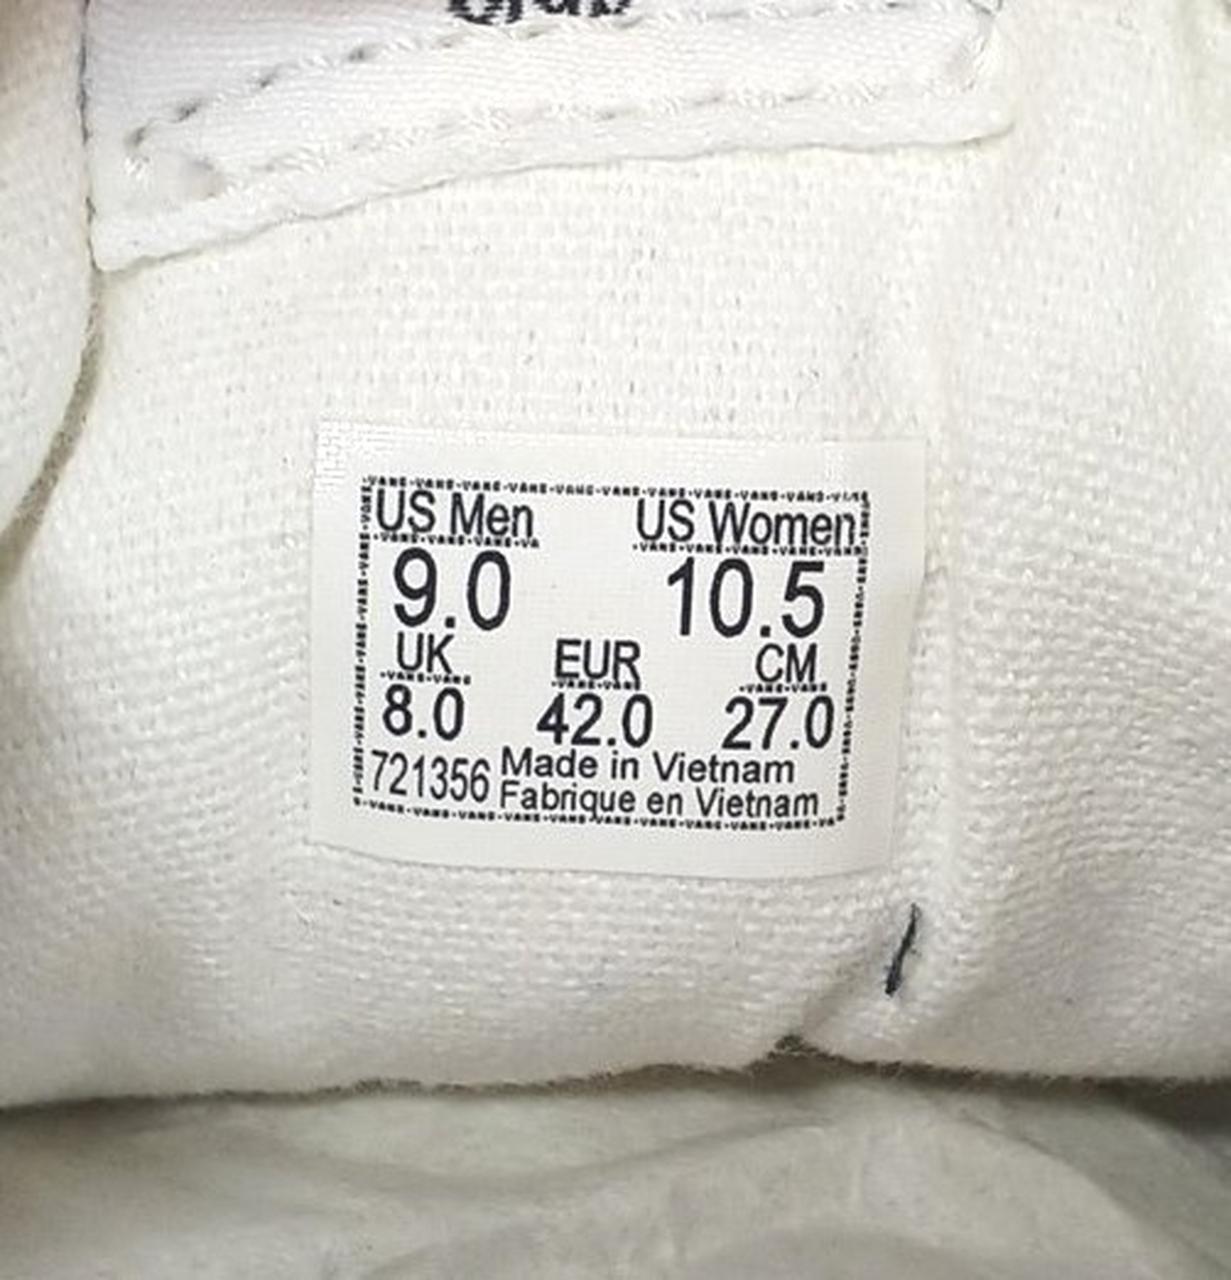 US Men US Women
9.0 10.5
UK EUR CM
8.0 42.0 27.0
721356 Made in Vietnam
Fabrique en Vietnam